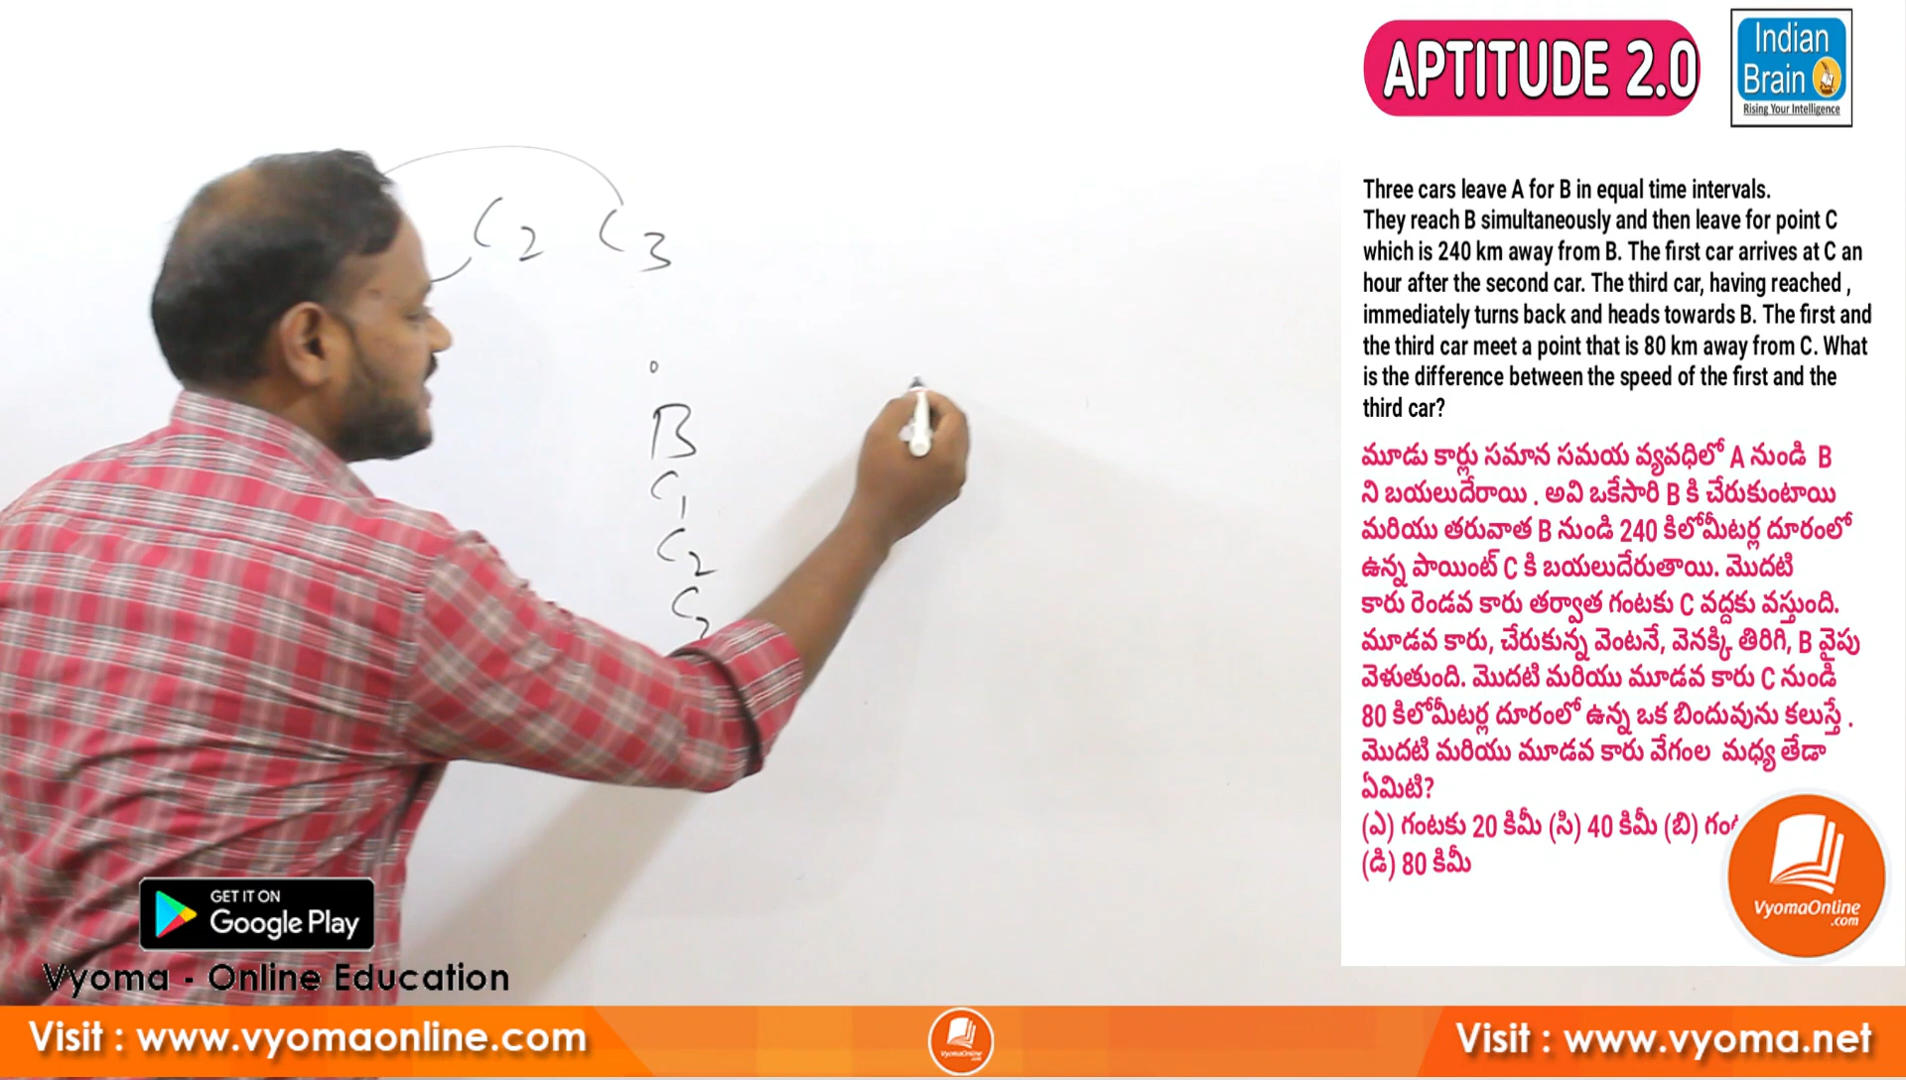 APTITUDE 2.0
Indian
Brain
Rising Your Intelligence
Three cars leave A for B in equal time intervals.
They reach B simultaneously and then leave for point C
which is 240 km away from B. The first car arrives at C an
hour after the second car. The third car, having reached ,
immediately turns back and heads towards B. The first and
the third car meet a point that is 80 km away from C. What
is the difference between the speed of the first and the
third car?
మూడు కార్లు సమాన సమయ వ్యవధిలో A నుండి B
ని బయలుదేరాయి . అవి ఒకేసారి B కి చేరుకుంటాయి
మరియు తరువాత B నుండి 240 కిలోమీటర్ల దూరంలో
ఉన్న పాయింట్ C కి బయలుదేరుతాయి. మొదటి
కారు రెండవ కారు తర్వాత గంటకు C వద్దకు వస్తుంది.
మూడవ కారు, చేరుకున్న వెంటనే, వెనక్కి తిరిగి, B వైపు
వెళుతుంది. మొదటి మరియు మూడవ కారు C నుండి
80 కిలోమీటర్ల దూరంలో ఉన్న ఒక బిందువును కలుస్తే .
మొదటి మరియు మూడవ కారు వేగంల మధ్య తేడా
ఏమిటి?
(ఎ) గంటకు 20 కిమీ (సి) 40 కిమీ (బి)
(డి) 80 కిమీ
C2 C3
B
C1
C2
C3
VyomaOnline
.com
GET IT ON
Google Play
Vyoma - Online Education
Visit : www.vyomaonline.com
VyomaOnline
Visit : www.vyoma.net